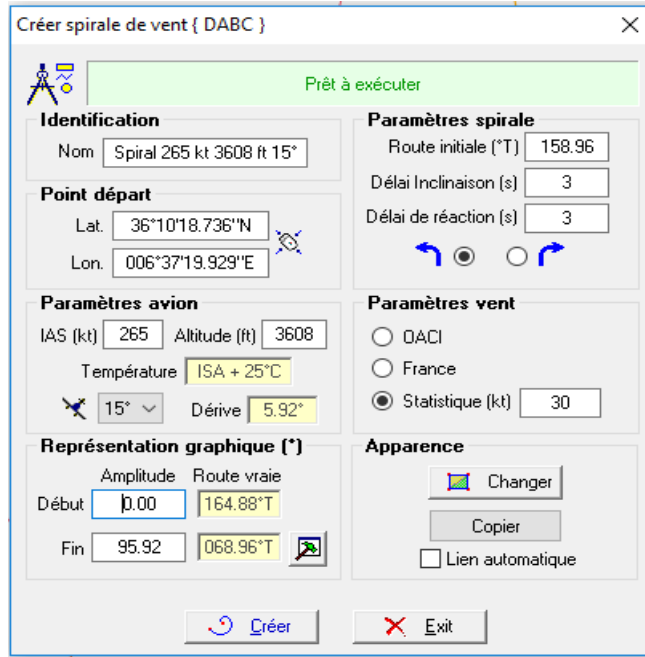 Créer spirale de vent { DABC }
Prêt à exécuter
Identification
Nom Spiral 265 kt 3608 ft 15°
Point départ
Lat. 36°10'18.736''N
Lon. 006°37'19.929''E
Paramètres avion
IAS (kt) 265 Altitude (ft) 3608
Température ISA + 25°C
15° Dérive 5.92°
Représentation graphique (°)
Amplitude Route vraie
Début 0.00 164.88°T
Fin 95.92 068.96°T
Paramètres spirale
Route initiale (°T) 158.96
Délai Inclinaison (s) 3
Délai de réaction (s) 3
Paramètres vent
OACI
France
Statistique (kt) 30
Apparence
Changer
Copier
Lien automatique
Créer Exit